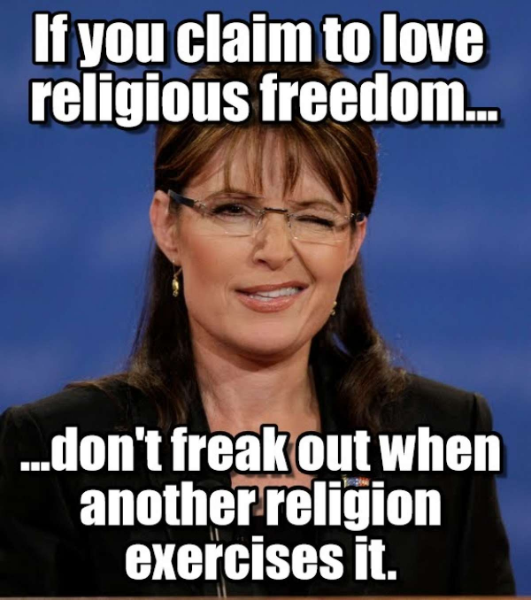 If you claim to love
religious freedom...
...don't freak out when
another religion
exercises it.